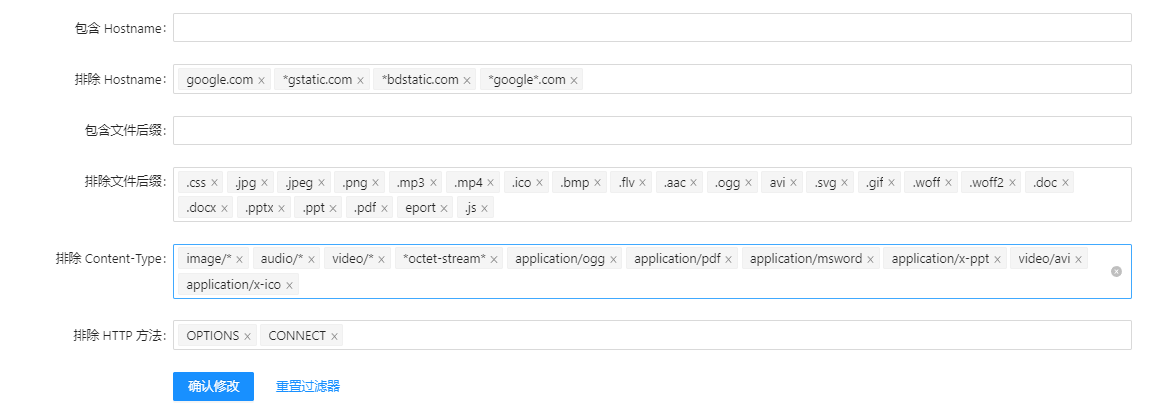 包含 Hostname:
排除 Hostname: google.com × *gstatic.com × *bdstatic.com × *google*.com ×
包含文件后缀:
排除文件后缀: .css × .jpg × .jpeg × .png × .mp3 × .mp4 × .ico × .bmp × .flv × .aac × .ogg × avi × .svg × .gif × .woff × .woff2 × .doc ×
.docx × .pptx × .ppt × .pdf × eport × .js ×
排除 Content-Type: image/* × audio/* × video/* × *octet-stream* × application/ogg × application/pdf × application/msword × application/x-ppt × video/avi ×
application/x-ico ×
排除 HTTP 方法: OPTIONS × CONNECT ×
确认修改 重置过滤器